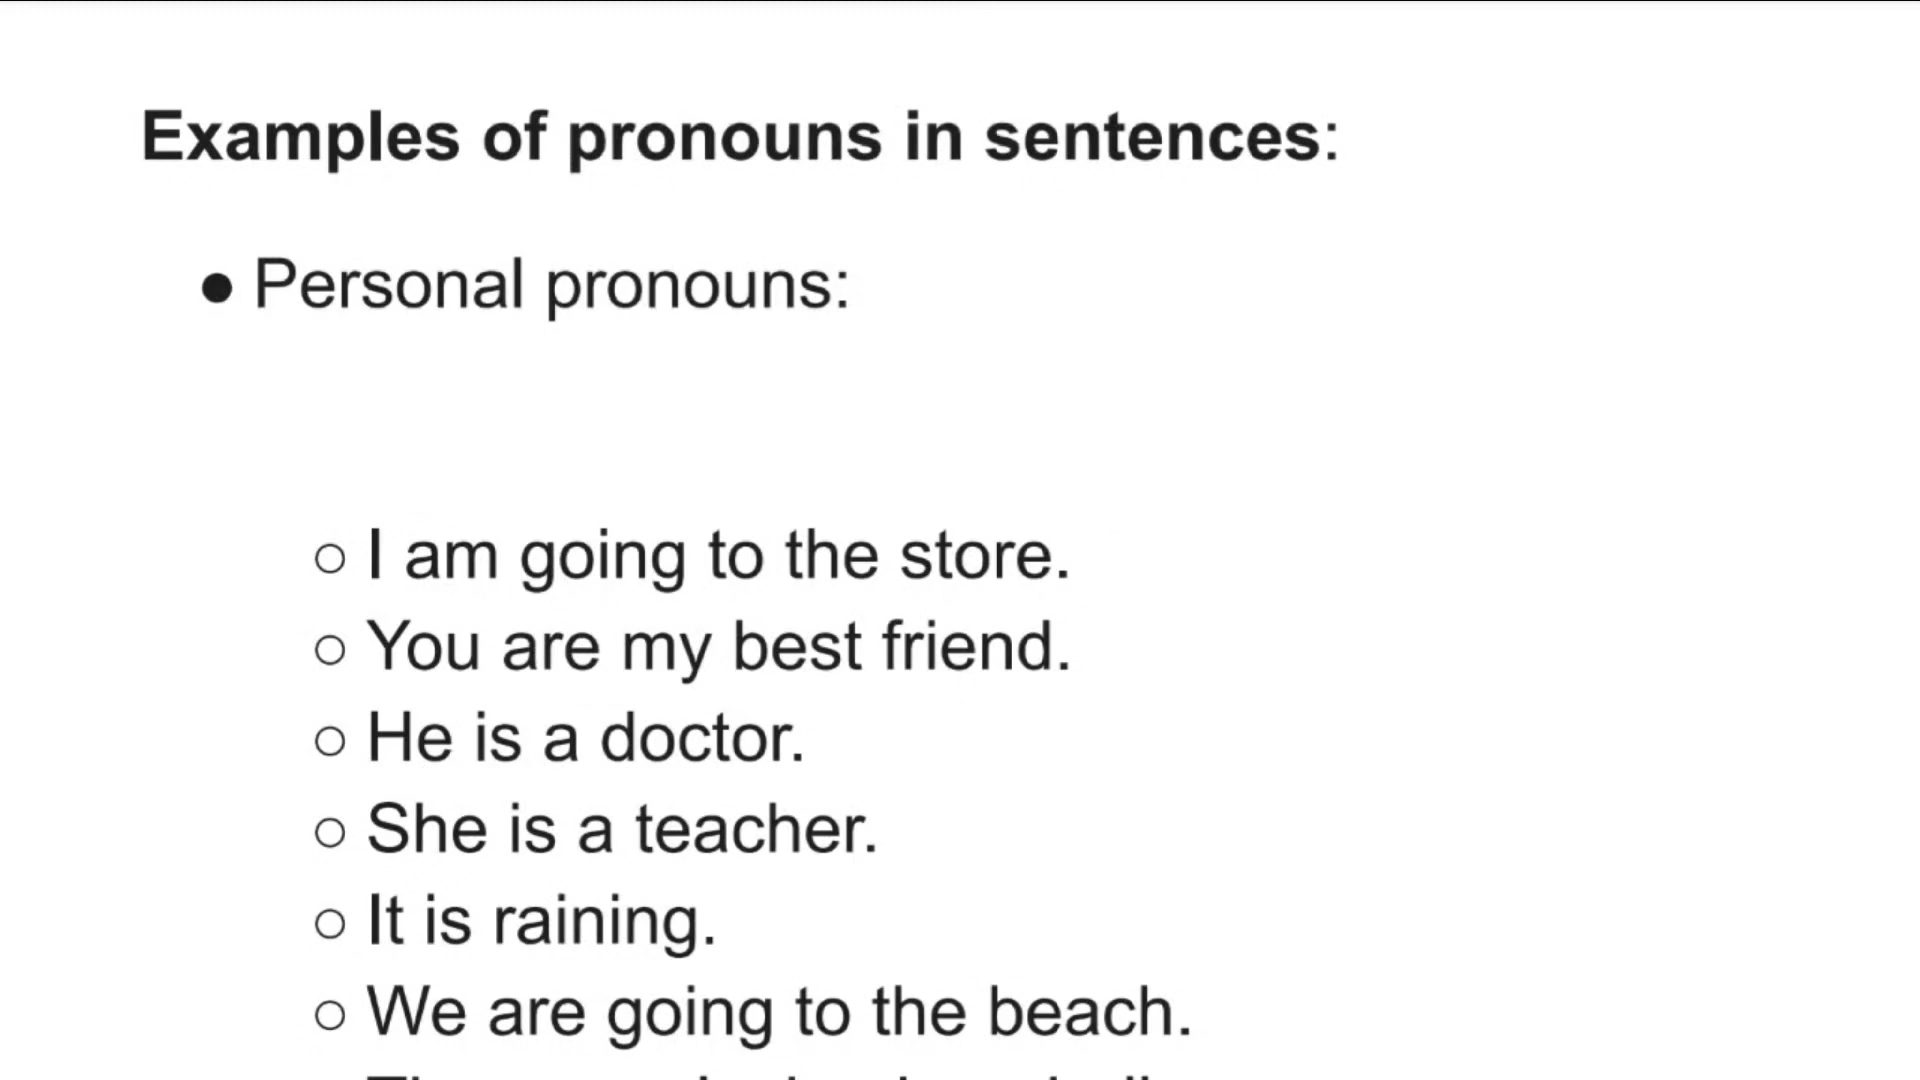 Examples of pronouns in sentences:
● Personal pronouns:
○ I am going to the store.
○ You are my best friend.
○ He is a doctor.
○ She is a teacher.
○ It is raining.
○ We are going to the beach.